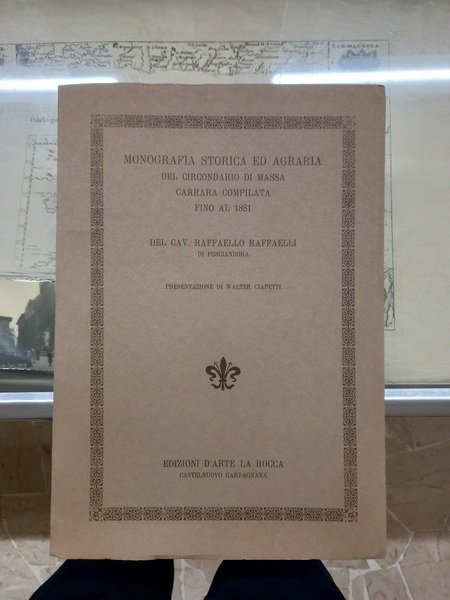 CARMAGNOLA
MONOGRAFIA STORICA ED AGRARIA
DEL CIRCONDARIO DI MASSA
CARRARA COMPILATA
FINO AL 1881
DEL CAV. RAFFAELLO RAFFAELLI
DI FOSCIANDORA
PRESENTAZIONE DI WALTER CIAPETTI
EDIZIONI D'ARTE LA ROCCA
CASTELNUOVO GARFAGNANA